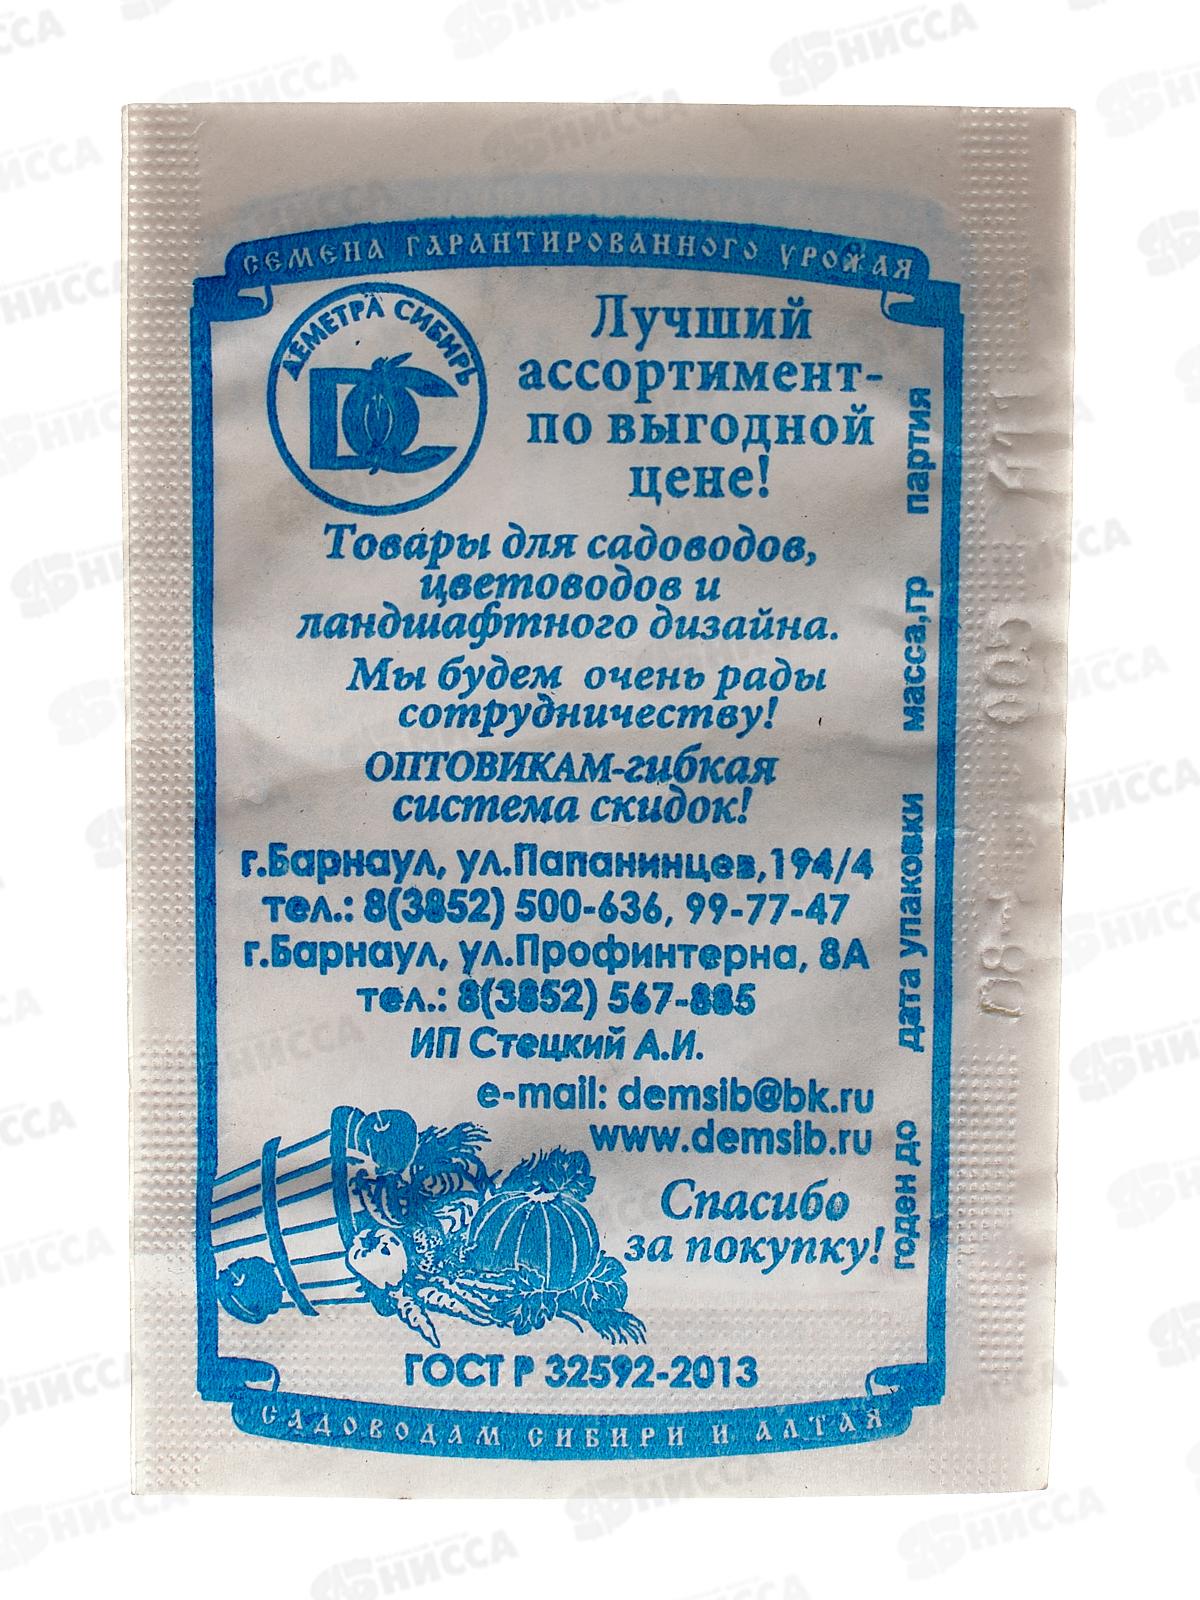 СЕМЕНА ГАРАНТИРОВАННОГО УРОЖАЯ
ДЕМЕТРА СИБИРЬ
DC
Лучший
ассортимент-
по выгодной
цене!
Товары для садоводов,
цветоводов и
ландшафтного дизайна.
Мы будем очень рады
сотрудничеству!
ОПТОВИКАМ-гибкая
система скидок!
г.Барнаул, ул.Папанинцев,194/4
тел.: 8(3852) 500-636, 99-77-47
г.Барнаул, ул.Профинтерна, 8А
тел.: 8(3852) 567-885
ИП Стецкий А.И.
e-mail: demsib@bk.ru
www.demsib.ru
Спасибо
за покупку!
ГОСТ Р 32592-2013
САДОВОДАМ СИБИРИ И АЛТАЯ
годен до
дата упаковки
масса,гр
партия
НИССА